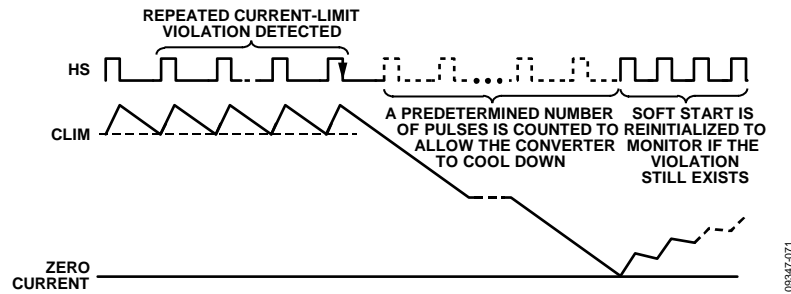 REPEATED CURRENT-LIMIT
VIOLATION DETECTED
HS
A PREDETERMINED NUMBER
OF PULSES IS COUNTED TO
ALLOW THE CONVERTER
TO COOL DOWN
SOFT START IS
REINITIALIZED TO
MONITOR IF THE
VIOLATION
STILL EXISTS
CLIM
ZERO
CURRENT
09347-071